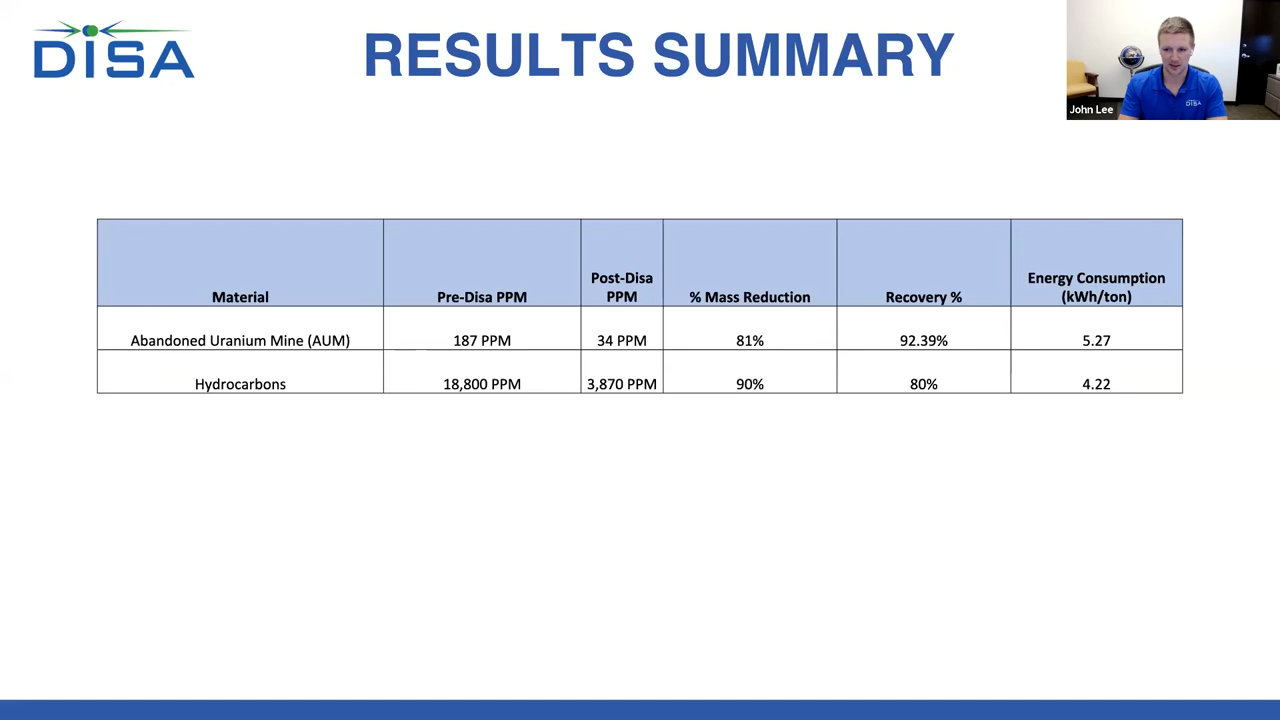 DISA
RESULTS SUMMARY
John Lee
DISA
Material
Pre-Disa PPM
Post-Disa
PPM
% Mass Reduction
Recovery %
Energy Consumption
(kWh/ton)
Abandoned Uranium Mine (AUM)
187 PPM
34 PPM
81%
92.39%
5.27
Hydrocarbons
18,800 PPM
3,870 PPM
90%
80%
4.22